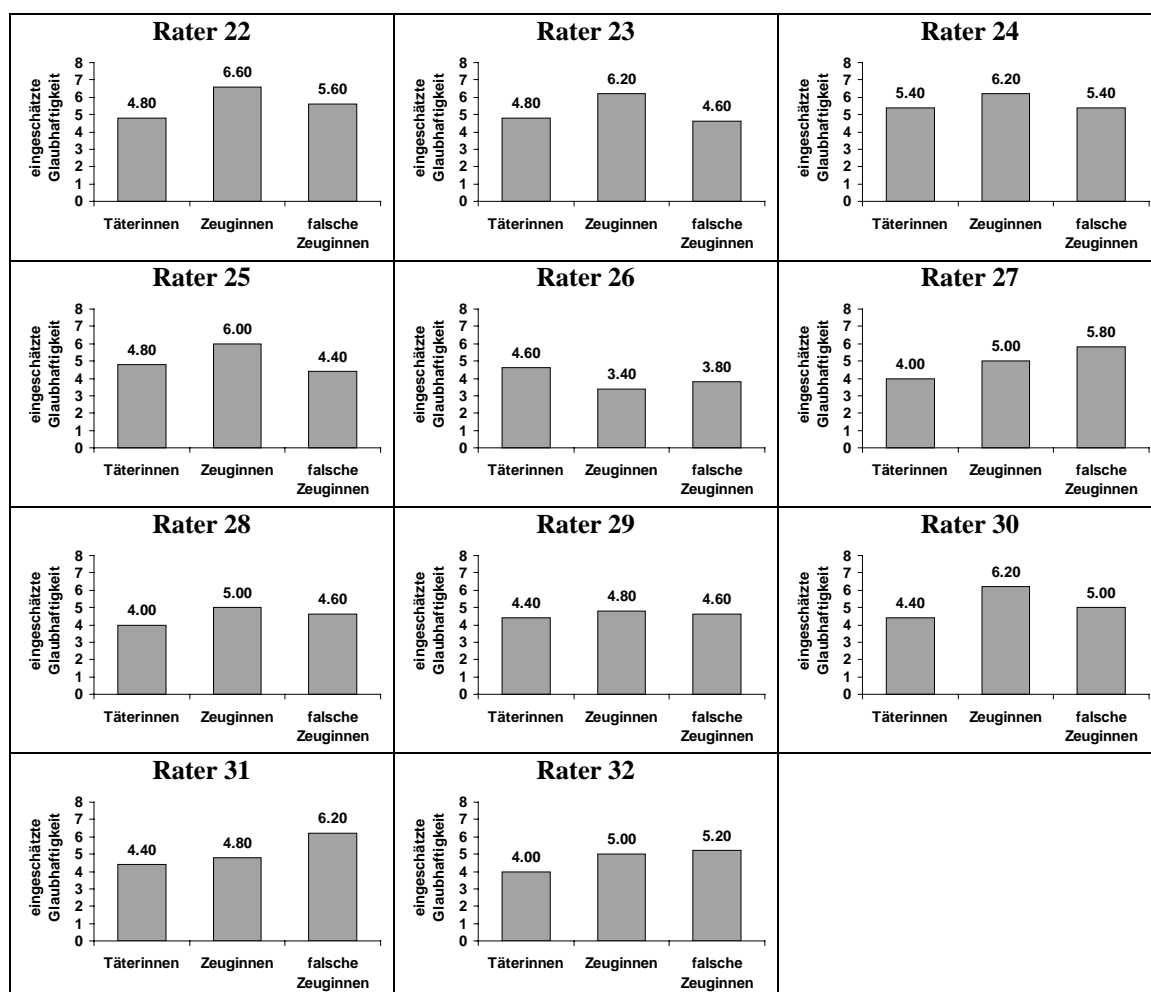 Rater 22
eingeschätzte
Glaubhaftigkeit
8
7
6
5
4
3
2
1
0
4.80
6.60
5.60
Täterinnen
Zeuginnen
falsche
Zeuginnen
Rater 23
eingeschätzte
Glaubhaftigkeit
8
7
6
5
4
3
2
1
0
4.80
6.20
4.60
Täterinnen
Zeuginnen
falsche
Zeuginnen
Rater 24
eingeschätzte
Glaubhaftigkeit
8
7
6
5
4
3
2
1
0
5.40
6.20
5.40
Täterinnen
Zeuginnen
falsche
Zeuginnen
Rater 25
eingeschätzte
Glaubhaftigkeit
8
7
6
5
4
3
2
1
0
4.80
6.00
4.40
Täterinnen
Zeuginnen
falsche
Zeuginnen
Rater 26
eingeschätzte
Glaubhaftigkeit
8
7
6
5
4
3
2
1
0
4.60
3.40
3.80
Täterinnen
Zeuginnen
falsche
Zeuginnen
Rater 27
eingeschätzte
Glaubhaftigkeit
8
7
6
5
4
3
2
1
0
4.00
5.00
5.80
Täterinnen
Zeuginnen
falsche
Zeuginnen
Rater 28
eingeschätzte
Glaubhaftigkeit
8
7
6
5
4
3
2
1
0
4.00
5.00
4.60
Täterinnen
Zeuginnen
falsche
Zeuginnen
Rater 29
eingeschätzte
Glaubhaftigkeit
8
7
6
5
4
3
2
1
0
4.40
4.80
4.60
Täterinnen
Zeuginnen
falsche
Zeuginnen
Rater 30
eingeschätzte
Glaubhaftigkeit
8
7
6
5
4
3
2
1
0
4.40
6.20
5.00
Täterinnen
Zeuginnen
falsche
Zeuginnen
Rater 31
eingeschätzte
Glaubhaftigkeit
8
7
6
5
4
3
2
1
0
4.40
4.80
6.20
Täterinnen
Zeuginnen
falsche
Zeuginnen
Rater 32
eingeschätzte
Glaubhaftigkeit
8
7
6
5
4
3
2
1
0
4.00
5.00
5.20
Täterinnen
Zeuginnen
falsche
Zeuginnen